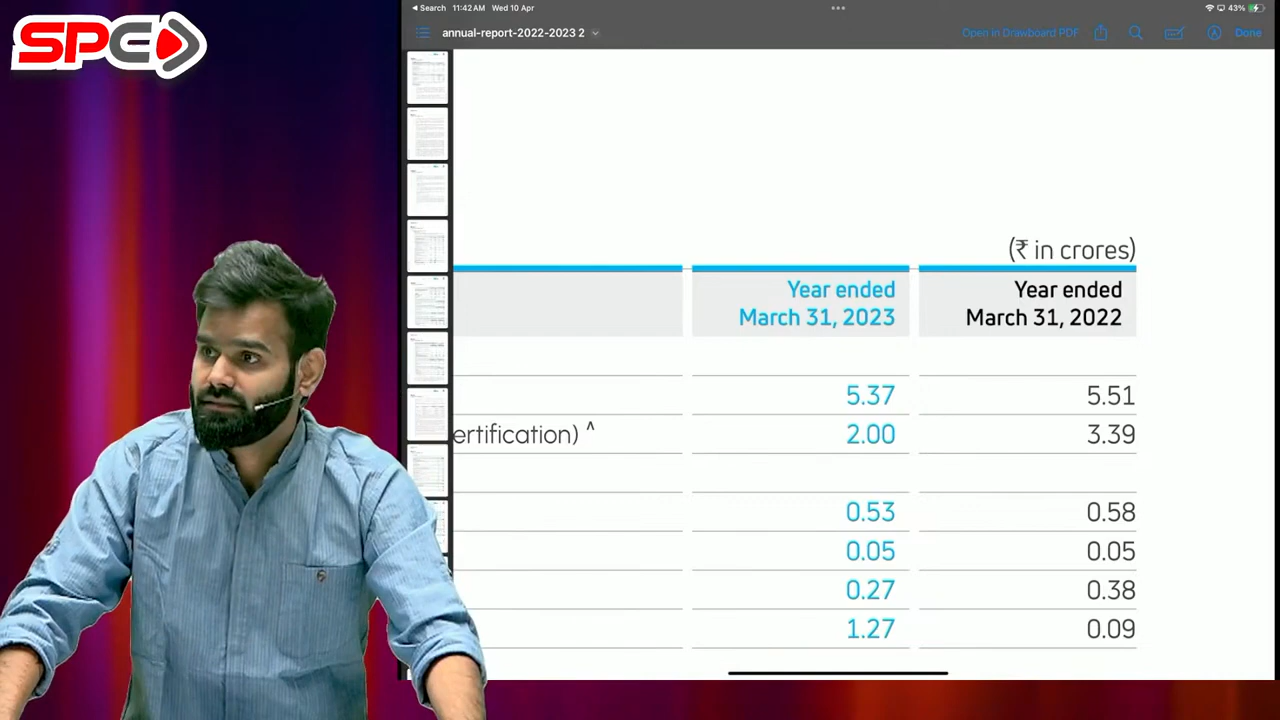 SPC
Search 11:42 AM Wed 10 Apr
43%
annual-report-2022-2023 2
Open in Drawboard PDF
Done
(₹ in crores)
Year ended March 31, 2023
Year ended March 31, 2022
5.37 5.51
ertification) ^ 2.00 3.39
0.53 0.58
0.05 0.05
0.27 0.38
1.27 0.09